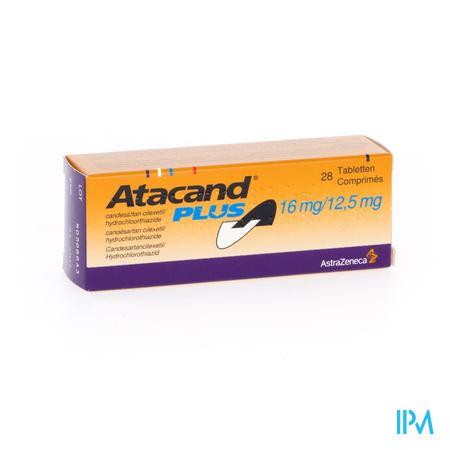 Atacand®
PLUS
candesartan cilexetil/
hydrochloorthiazide
candésartan cilexétil/
hydrochlorothiazide
Candesartancilexetil/
Hydrochlorothiazid
28 Tabletten
Comprimés
16 mg/12,5 mg
AstraZeneca
LOT
IPM